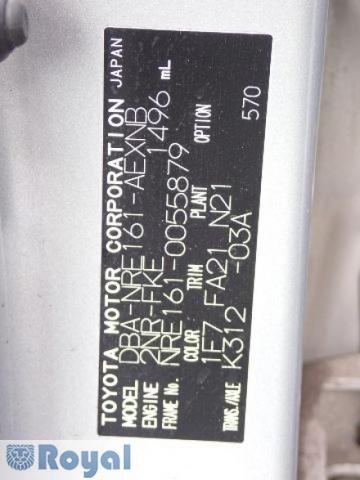 TOYOTA MOTOR CORPORATION JAPAN
MODEL DBA-NRE161-AEXNB
ENGINE 2NR-FKE 1496 mL
FRAME No. NRE161-0055879
COLOR TRIM PLANT OPTION
1F7 FA21 N21 570
TRANS./AXLE K312 -03A
Royal